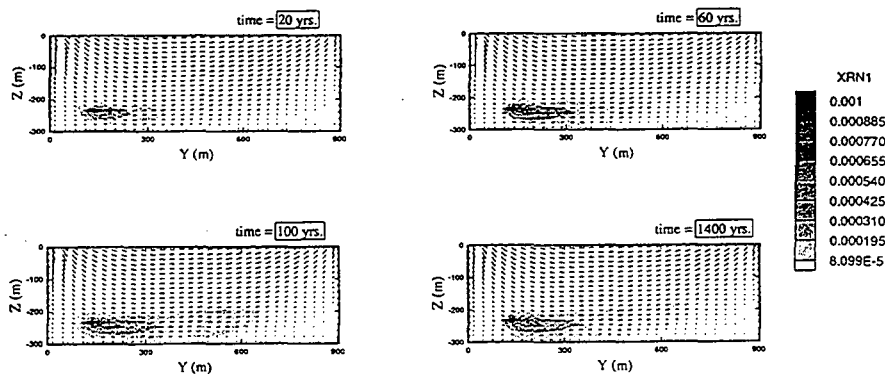 time = 20 yrs.
0
-100
-200
-300
Z (m)
0
300
600
900
Y (m)
time = 60 yrs.
0
-100
-200
-300
Z (m)
0
300
600
900
Y (m)
time = 100 yrs.
0
-100
-200
-300
Z (m)
0
300
600
900
Y (m)
time = 1400 yrs.
0
-100
-200
-300
Z (m)
0
300
600
900
Y (m)
XRN1
0.001
0.000885
0.000770
0.000655
0.000540
0.000425
0.000310
0.000195
8.099E-5